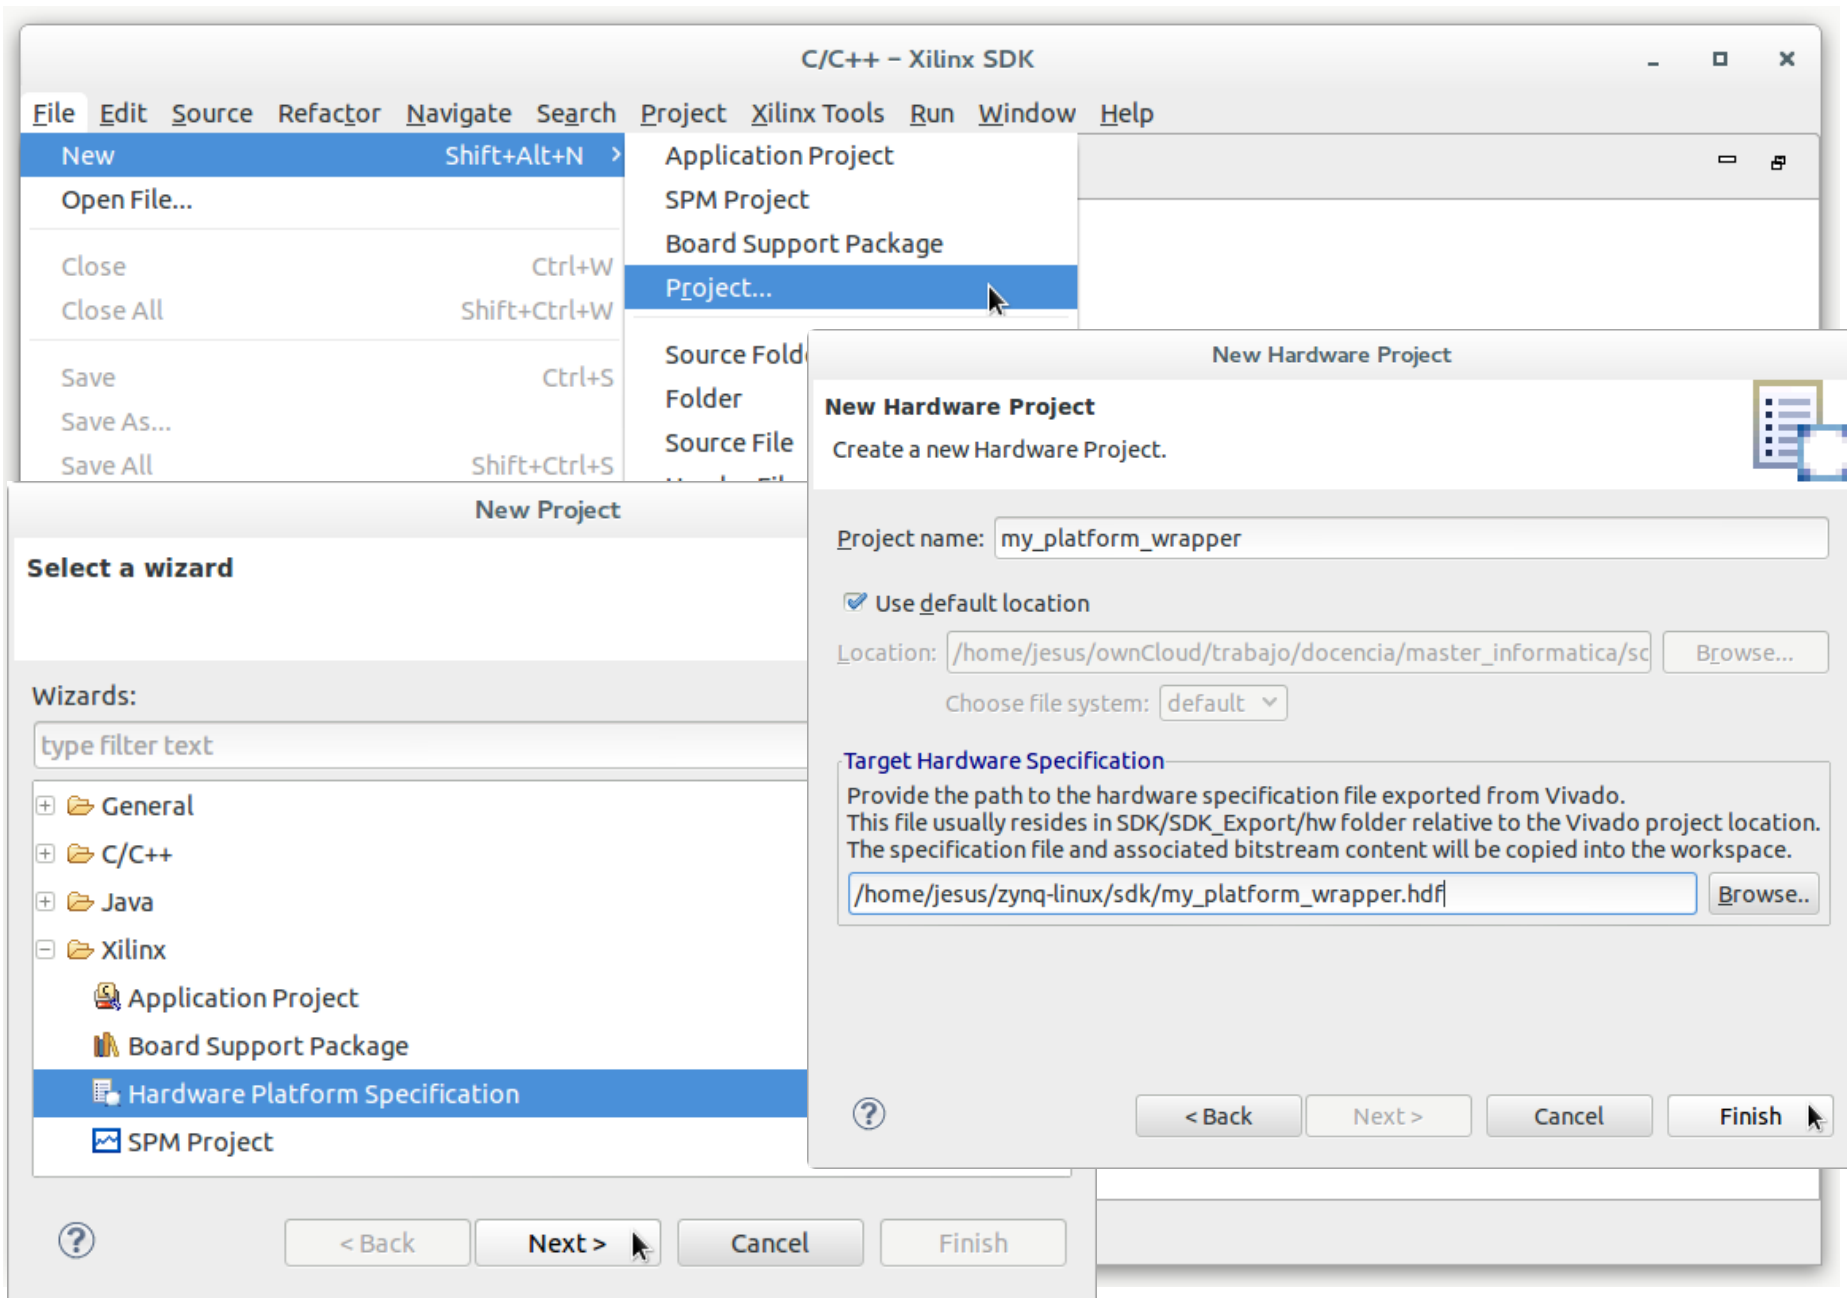 C/C++ – Xilinx SDK
File Edit Source Refactor Navigate Search Project Xilinx Tools Run Window Help
New Shift+Alt+N
Open File...
Close Ctrl+W
Close All Shift+Ctrl+W
Save Ctrl+S
Save As...
Save All Shift+Ctrl+S
Application Project
SPM Project
Board Support Package
Project...
Source Fold
Folder
Source File
New Project
Select a wizard
Wizards:
type filter text
General
C/C++
Java
Xilinx
Application Project
Board Support Package
Hardware Platform Specification
SPM Project
< Back Next > Cancel Finish
New Hardware Project
New Hardware Project
Create a new Hardware Project.
Project name: my_platform_wrapper
Use default location
Location: /home/jesus/ownCloud/trabajo/docencia/master_informatica/sc Browse...
Choose file system: default
Target Hardware Specification
Provide the path to the hardware specification file exported from Vivado.
This file usually resides in SDK/SDK_Export/hw folder relative to the Vivado project location.
The specification file and associated bitstream content will be copied into the workspace.
/home/jesus/zynq-linux/sdk/my_platform_wrapper.hdf Browse..
< Back Next > Cancel Finish